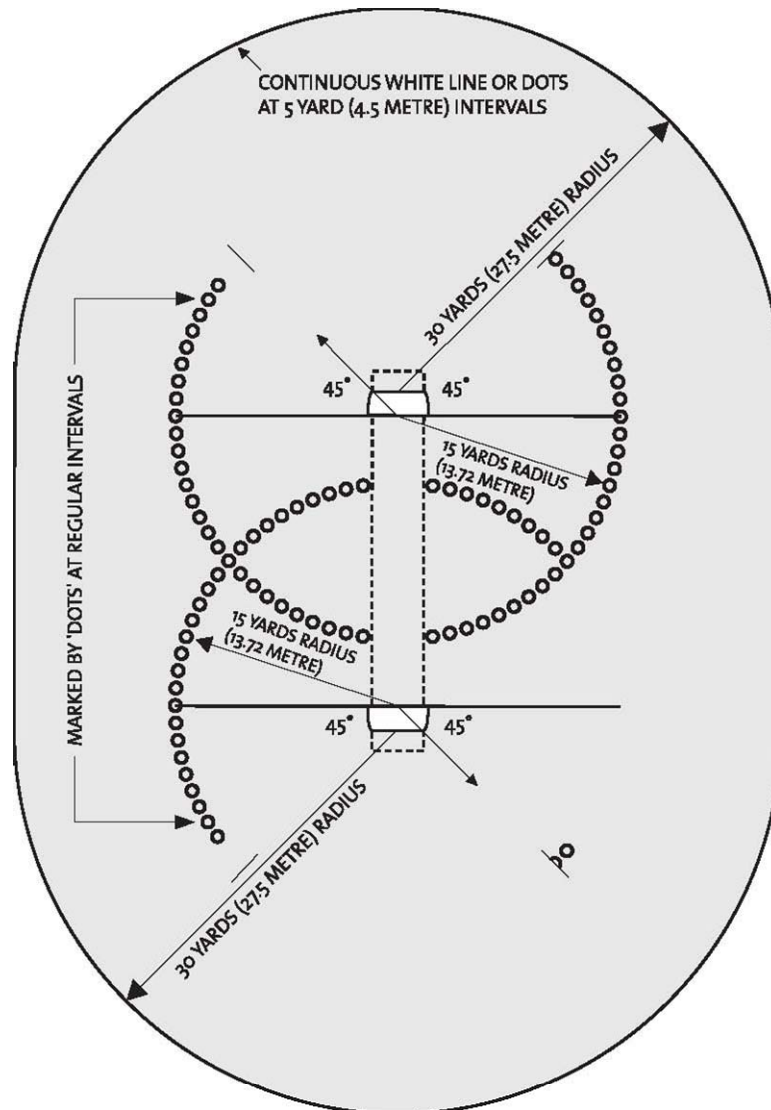 CONTINUOUS WHITE LINE OR DOTS
AT 5 YARD (4.5 METRE) INTERVALS
30 YARDS (27.5 METRE) RADIUS
MARKED BY 'DOTS' AT REGULAR INTERVALS
45°
45°
15 YARDS RADIUS
(13.72 METRE)
15 YARDS RADIUS
(13.72 METRE)
45°
45°
30 YARDS (27.5 METRE) RADIUS